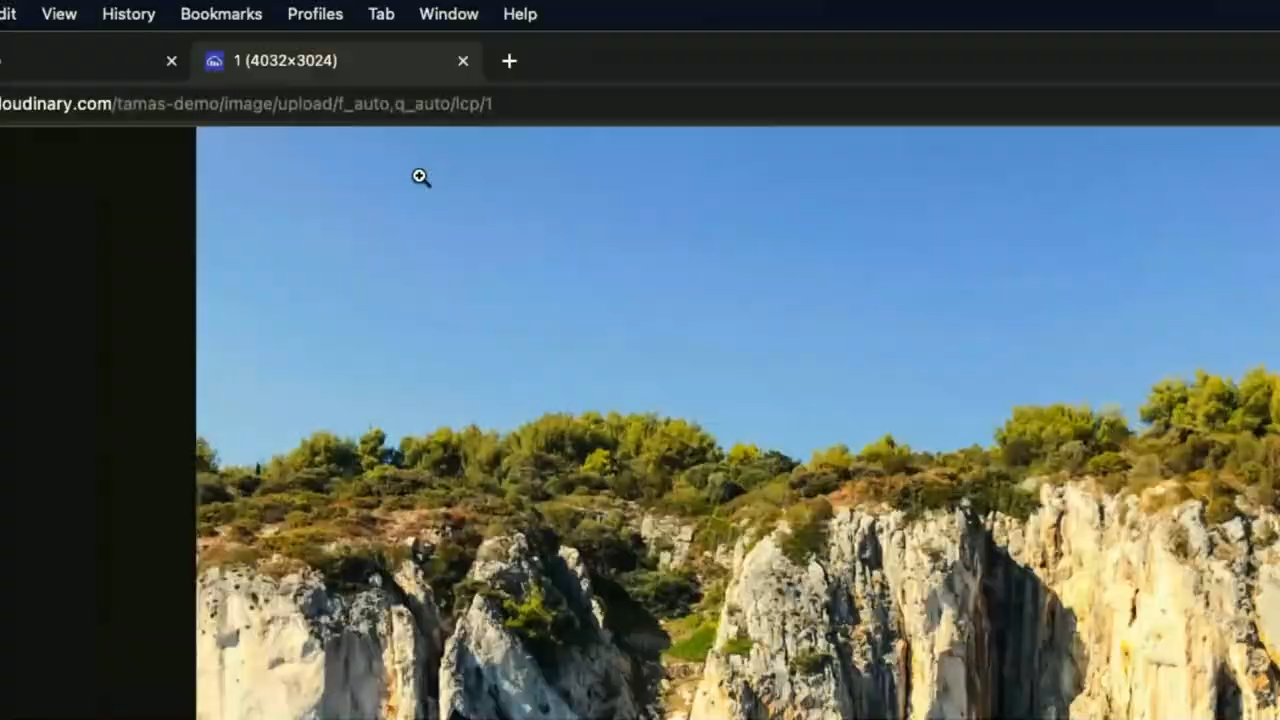 View History Bookmarks Profiles Tab Window Help
1 (4032×3024)
loudinary.com/tamas-demo/image/upload/f_auto,q_auto/lcp/1